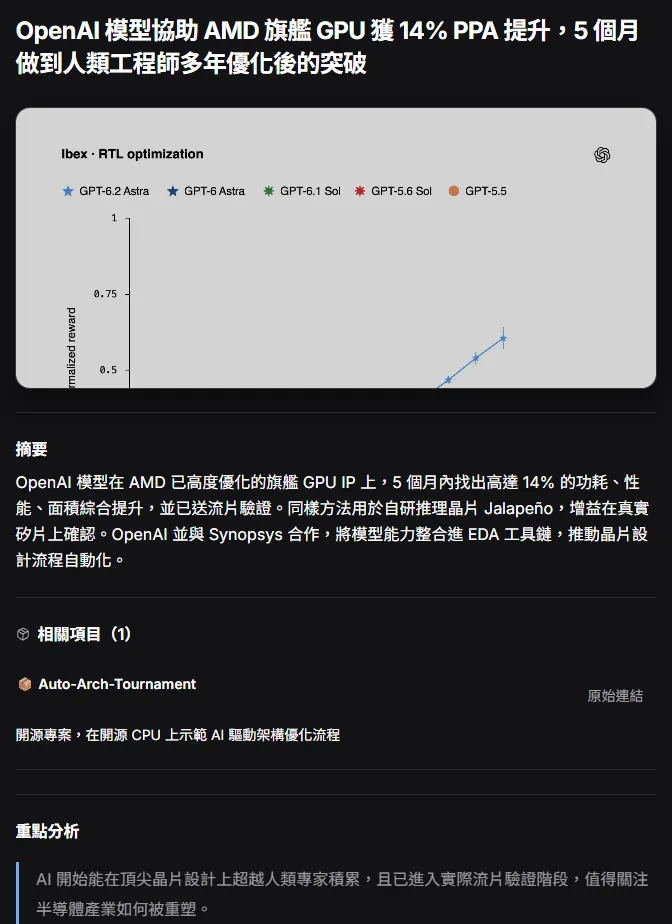 OpenAI 模型協助 AMD 旗艦 GPU 獲 14% PPA 提升，5 個月
做到人類工程師多年優化後的突破
Ibex · RTL optimization
GPT-6.2 Astra GPT-6 Astra GPT-6.1 Sol GPT-5.6 Sol GPT-5.5
1
0.75
0.5
摘要
OpenAI 模型在 AMD 已高度優化的旗艦 GPU IP 上，5 個月內找出高達 14% 的功耗、性
能、面積綜合提升，並已送流片驗證。同樣方法用於自研推理晶片 Jalapeño，增益在真實
矽片上確認。OpenAI 並與 Synopsys 合作，將模型能力整合進 EDA 工具鏈，推動晶片設
計流程自動化。
相關項目（1）
Auto-Arch-Tournament
原始連結
開源專案，在開源 CPU 上示範 AI 驅動架構優化流程
重點分析
AI 開始能在頂尖晶片設計上超越人類專家積累，且已進入實際流片驗證階段，值得關注
半導體產業如何被重塑。